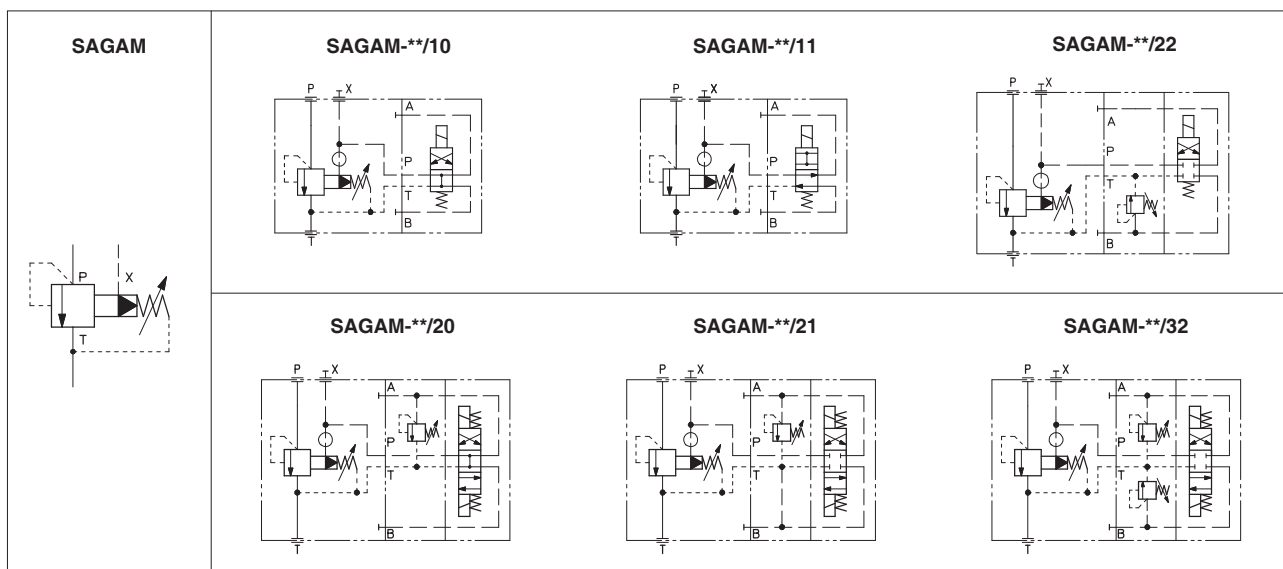 SAGAM
SAGAM-**/10
SAGAM-**/11
SAGAM-**/22
P
X
T
P
X
A
P
T
B
T
P
X
A
P
T
B
T
P
X
A
P
T
B
T
SAGAM-**/20
SAGAM-**/21
SAGAM-**/32
P
X
A
P
T
B
T
P
X
A
P
T
B
T
P
X
A
P
T
B
T